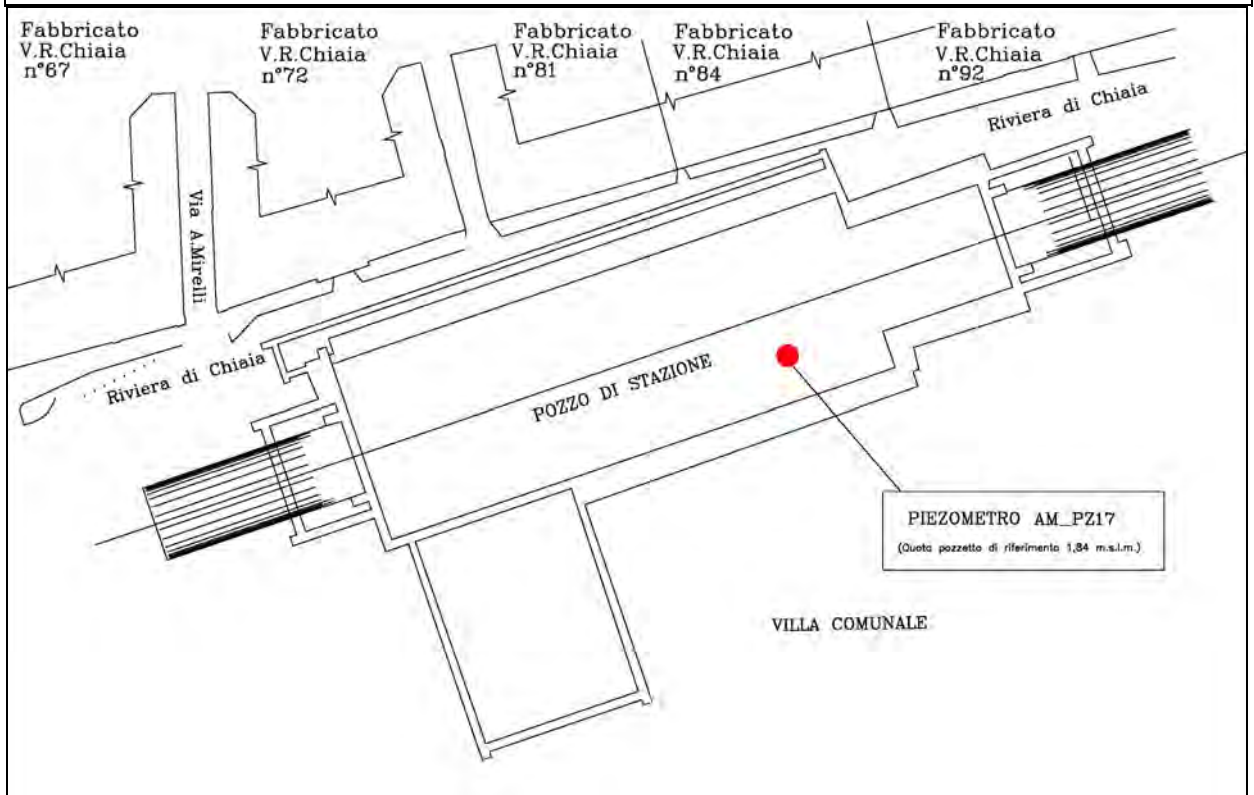 Fabbricato
V.R.Chiaia
n°67
Fabbricato
V.R.Chiaia
n°72
Fabbricato
V.R.Chiaia
n°81
Fabbricato
V.R.Chiaia
n°84
Fabbricato
V.R.Chiaia
n°92
Riviera di Chiaia
Via A.Mirelli
Riviera di Chiaia
POZZO DI STAZIONE
PIEZOMETRO AM_PZ17
(Quota pozzetto di riferimento 1,84 m.s.l.m.)
VILLA COMUNALE